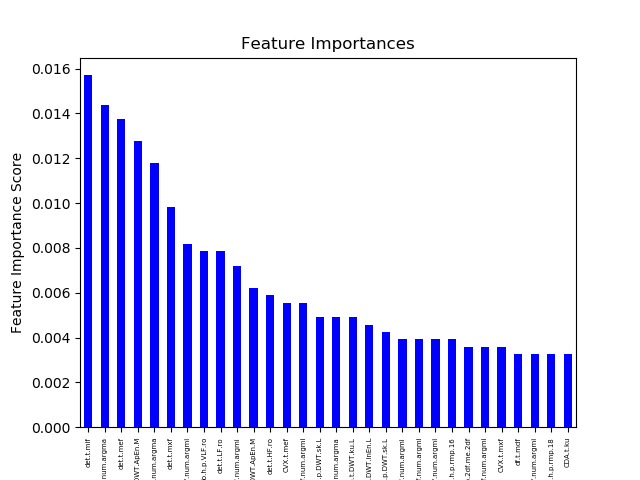 Feature Importances
Feature Importance Score
0.016
0.014
0.012
0.010
0.008
0.006
0.004
0.002
0.000
det.t.mif
num.argma
det.t.mef
DWT.ApEn.M
num.argma
det.t.mxf
.num.argmi
.h.p.VLF.ro
det.t.LF.ro
.num.argmi
DWT.ApEn.M
det.t.HF.ro
CVX.t.mef
.num.argmi
.p.DWT.sk.L
num.argma
.t.DWT.ku.L
.DWT.lnEn.L
.p.DWT.sk.L
.num.argmi
.num.argmi
.num.argmi
.h.p.rmp.16
.2df.me.2df
.num.argmi
CVX.t.mxf
df.t.mdf
.num.argmi
.h.p.rmp.18
CDA.t.ku